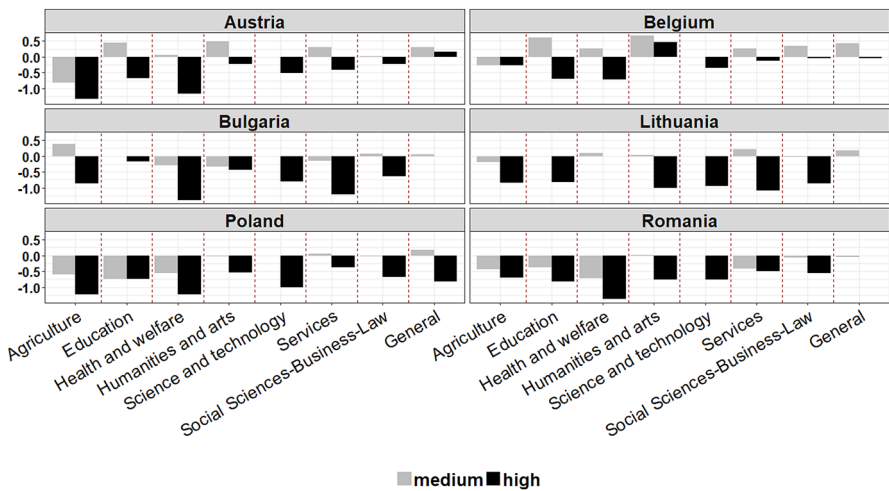 Austria
Belgium
0.5
0.0
-0.5
-1.0
Bulgaria
Lithuania
0.5
0.0
-0.5
-1.0
Poland
Romania
0.5
0.0
-0.5
-1.0
Agriculture
Education
Health and welfare
Humanities and arts
Science and technology
Services
Social Sciences-Business-Law
General
Agriculture
Education
Health and welfare
Humanities and arts
Science and technology
Services
Social Sciences-Business-Law
General
medium high